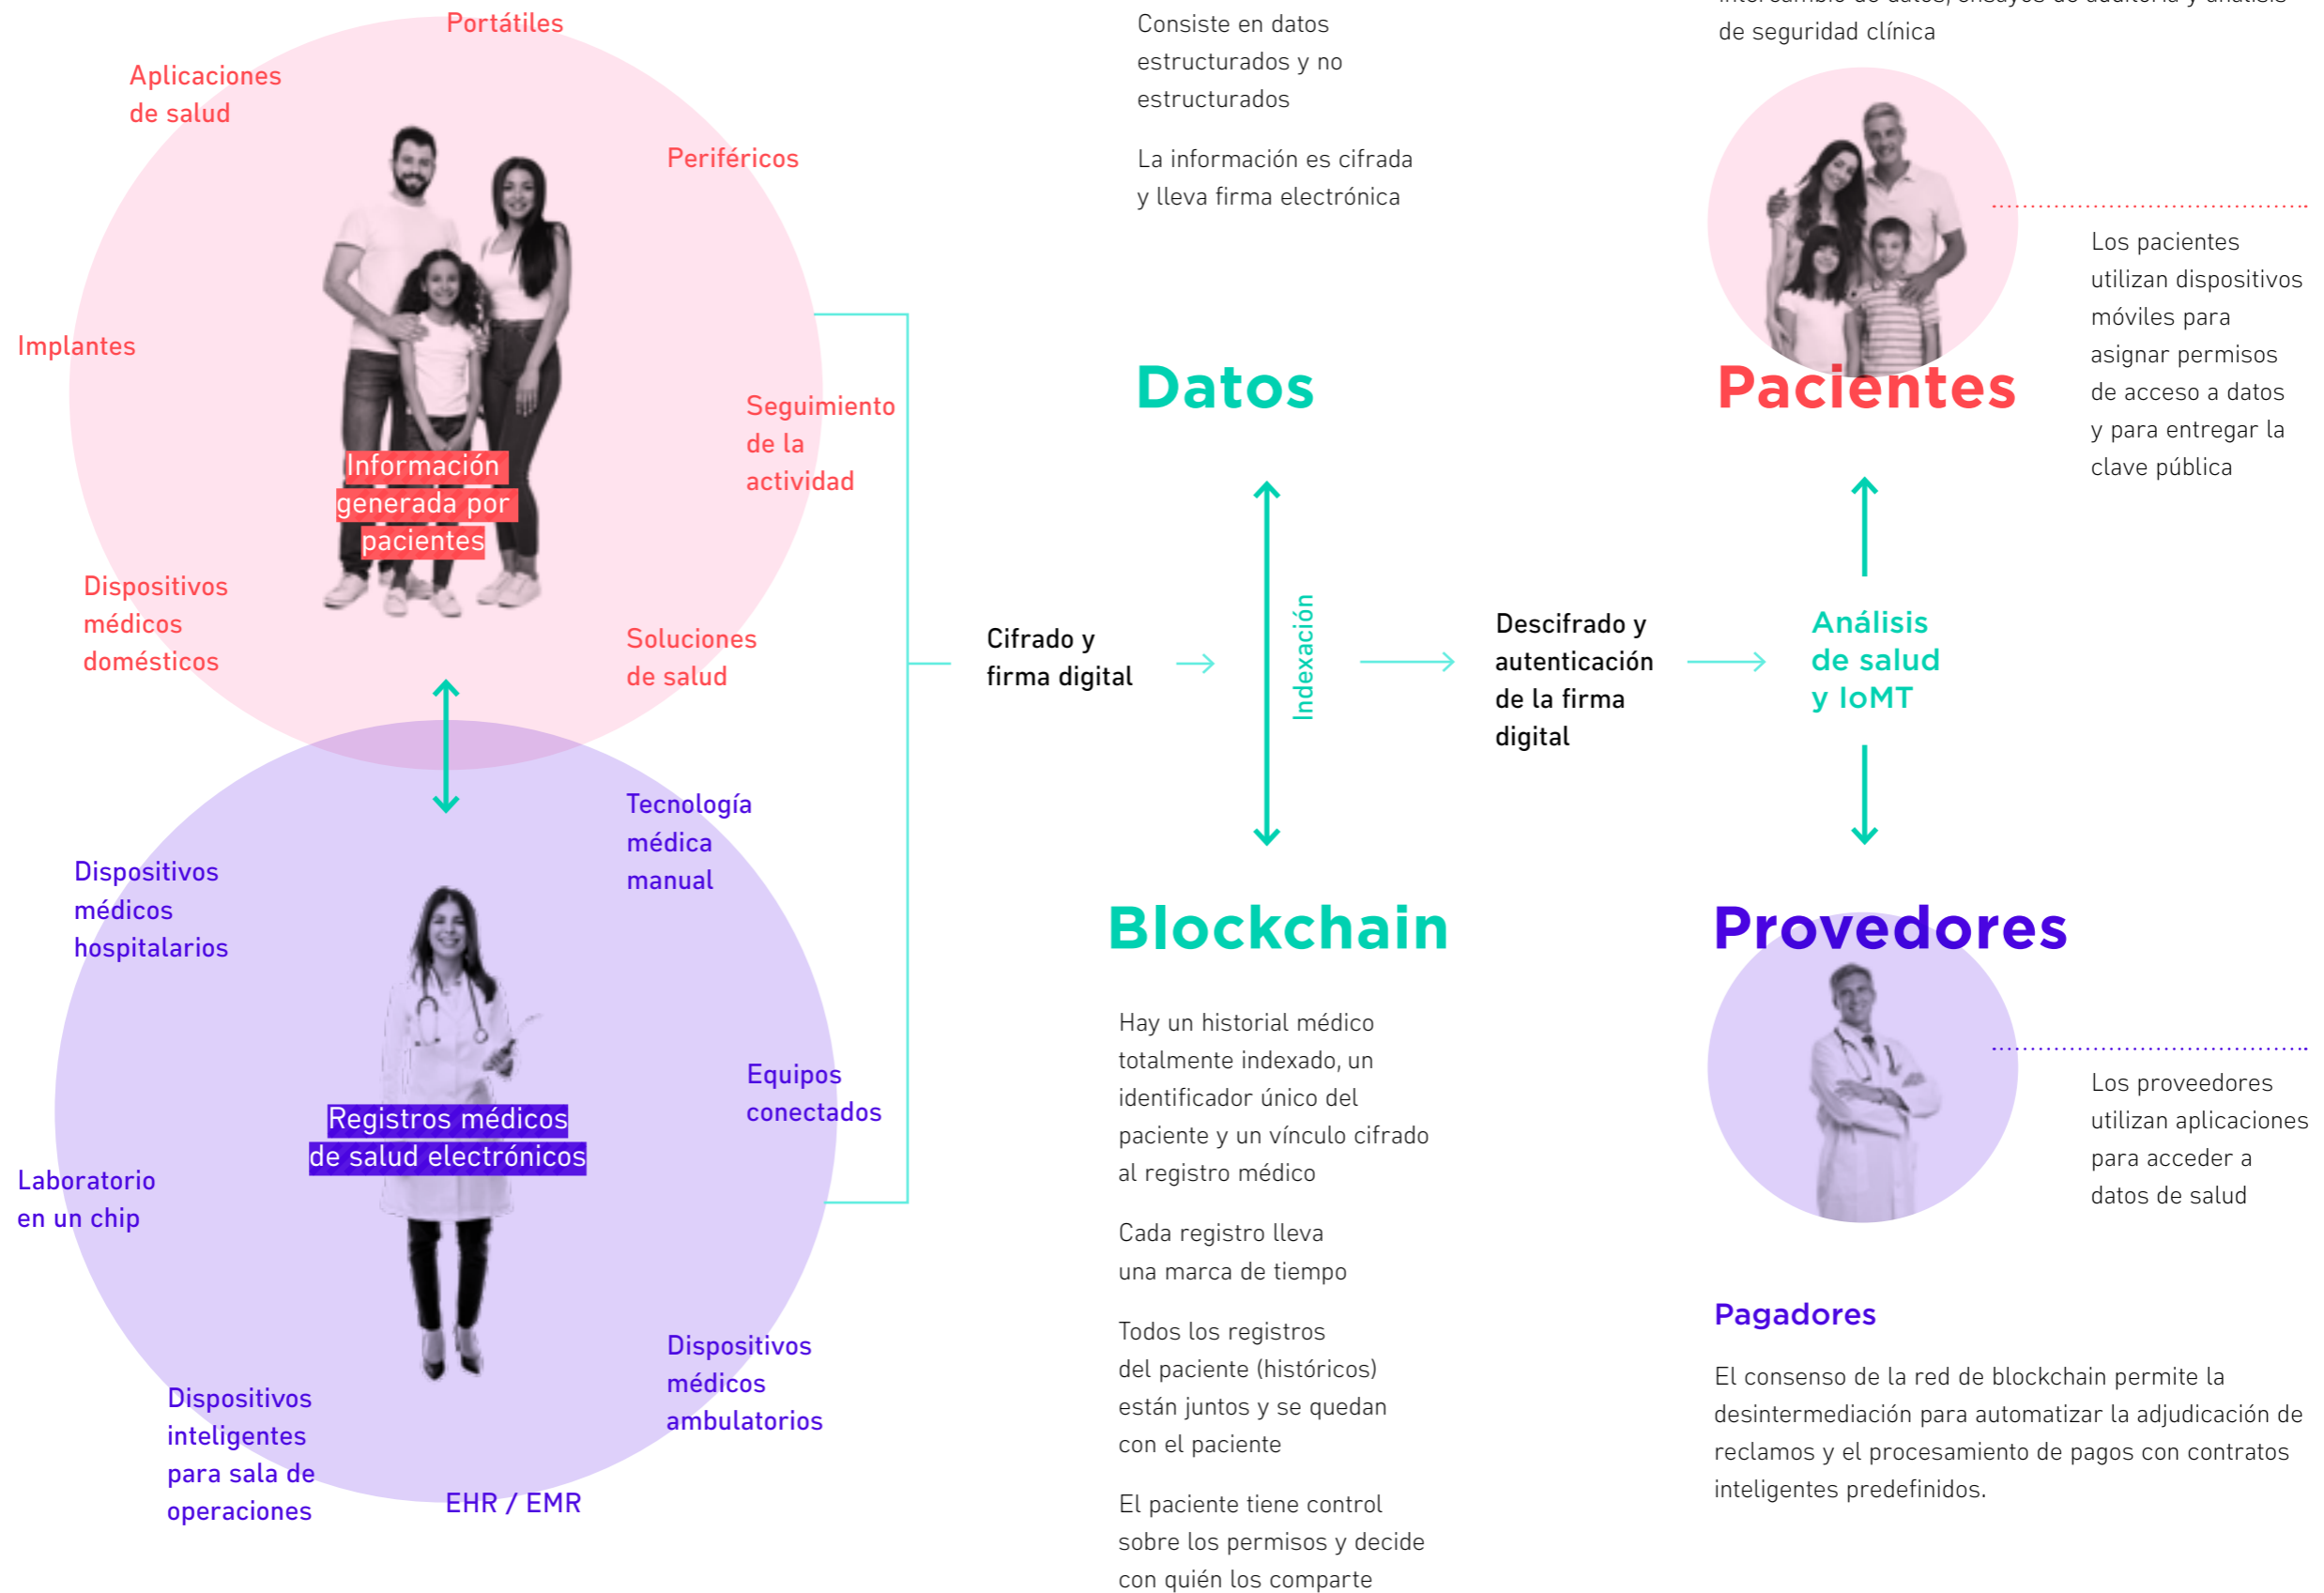 Portátiles
Aplicaciones
de salud
Periféricos
Implantes
Seguimiento
de la
actividad
Información
generada por
pacientes
Dispositivos
médicos
domésticos
Soluciones
de salud
Tecnología
médica
manual
Dispositivos
médicos
hospitalarios
Equipos
conectados
Registros médicos
de salud electrónicos
Laboratorio
en un chip
Dispositivos
médicos
ambulatorios
Dispositivos
inteligentes
para sala de
operaciones
EHR / EMR
Cifrado y
firma digital
Consiste en datos
estructurados y no
estructurados
La información es cifrada
y lleva firma electrónica
Datos
Indexación
Blockchain
Hay un historial médico
totalmente indexado, un
identificador único del
paciente y un vínculo cifrado
al registro médico
Cada registro lleva
una marca de tiempo
Todos los registros
del paciente (históricos)
están juntos y se quedan
con el paciente
El paciente tiene control
sobre los permisos y decide
con quién los comparte
Descifrado y
autenticación
de la firma
digital
intercambio de datos, ensayos de auditoría y análisis
de seguridad clínica
Pacientes
Los pacientes
utilizan dispositivos
móviles para
asignar permisos
de acceso a datos
y para entregar la
clave pública
Análisis
de salud
y IoMT
Provedores
Los proveedores
utilizan aplicaciones
para acceder a
datos de salud
Pagadores
El consenso de la red de blockchain permite la
desintermediación para automatizar la adjudicación de
reclamos y el procesamiento de pagos con contratos
inteligentes predefinidos.